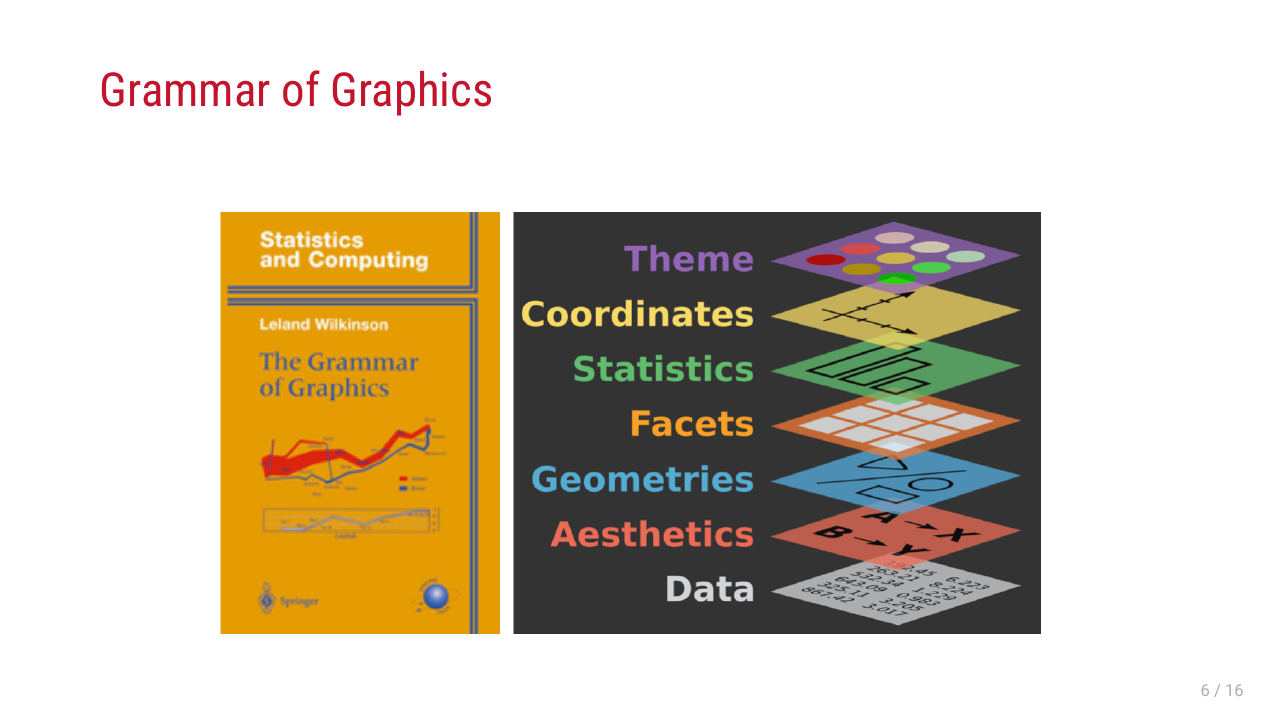 Grammar of Graphics
Statistics
and Computing
Leland Wilkinson
The Grammar
of Graphics
Springer
Theme
Coordinates
Statistics
Facets
Geometries
Aesthetics
A → X
B → Y
Data
6 / 16